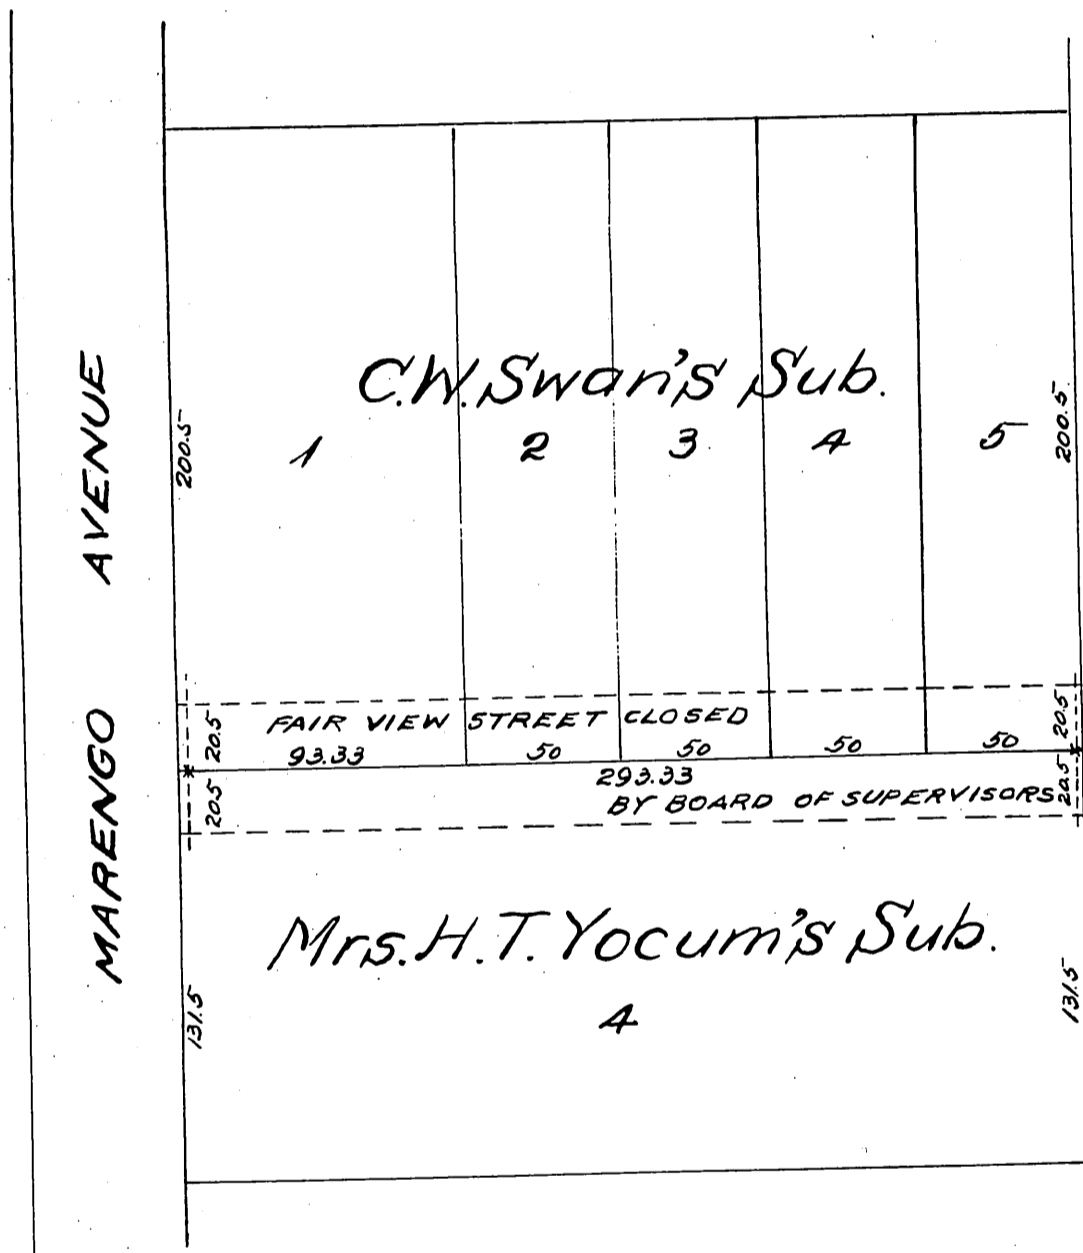 MARENGO AVENUE
C.W. Swan's Sub.
1 2 3 4 5
200.5 200.5
20.5 FAIR VIEW STREET CLOSED 20.5
93.33 50 50 50 50
293.33
20.5 BY BOARD OF SUPERVISORS 20.5
Mrs. H. T. Yocum's Sub.
4
131.5 131.5